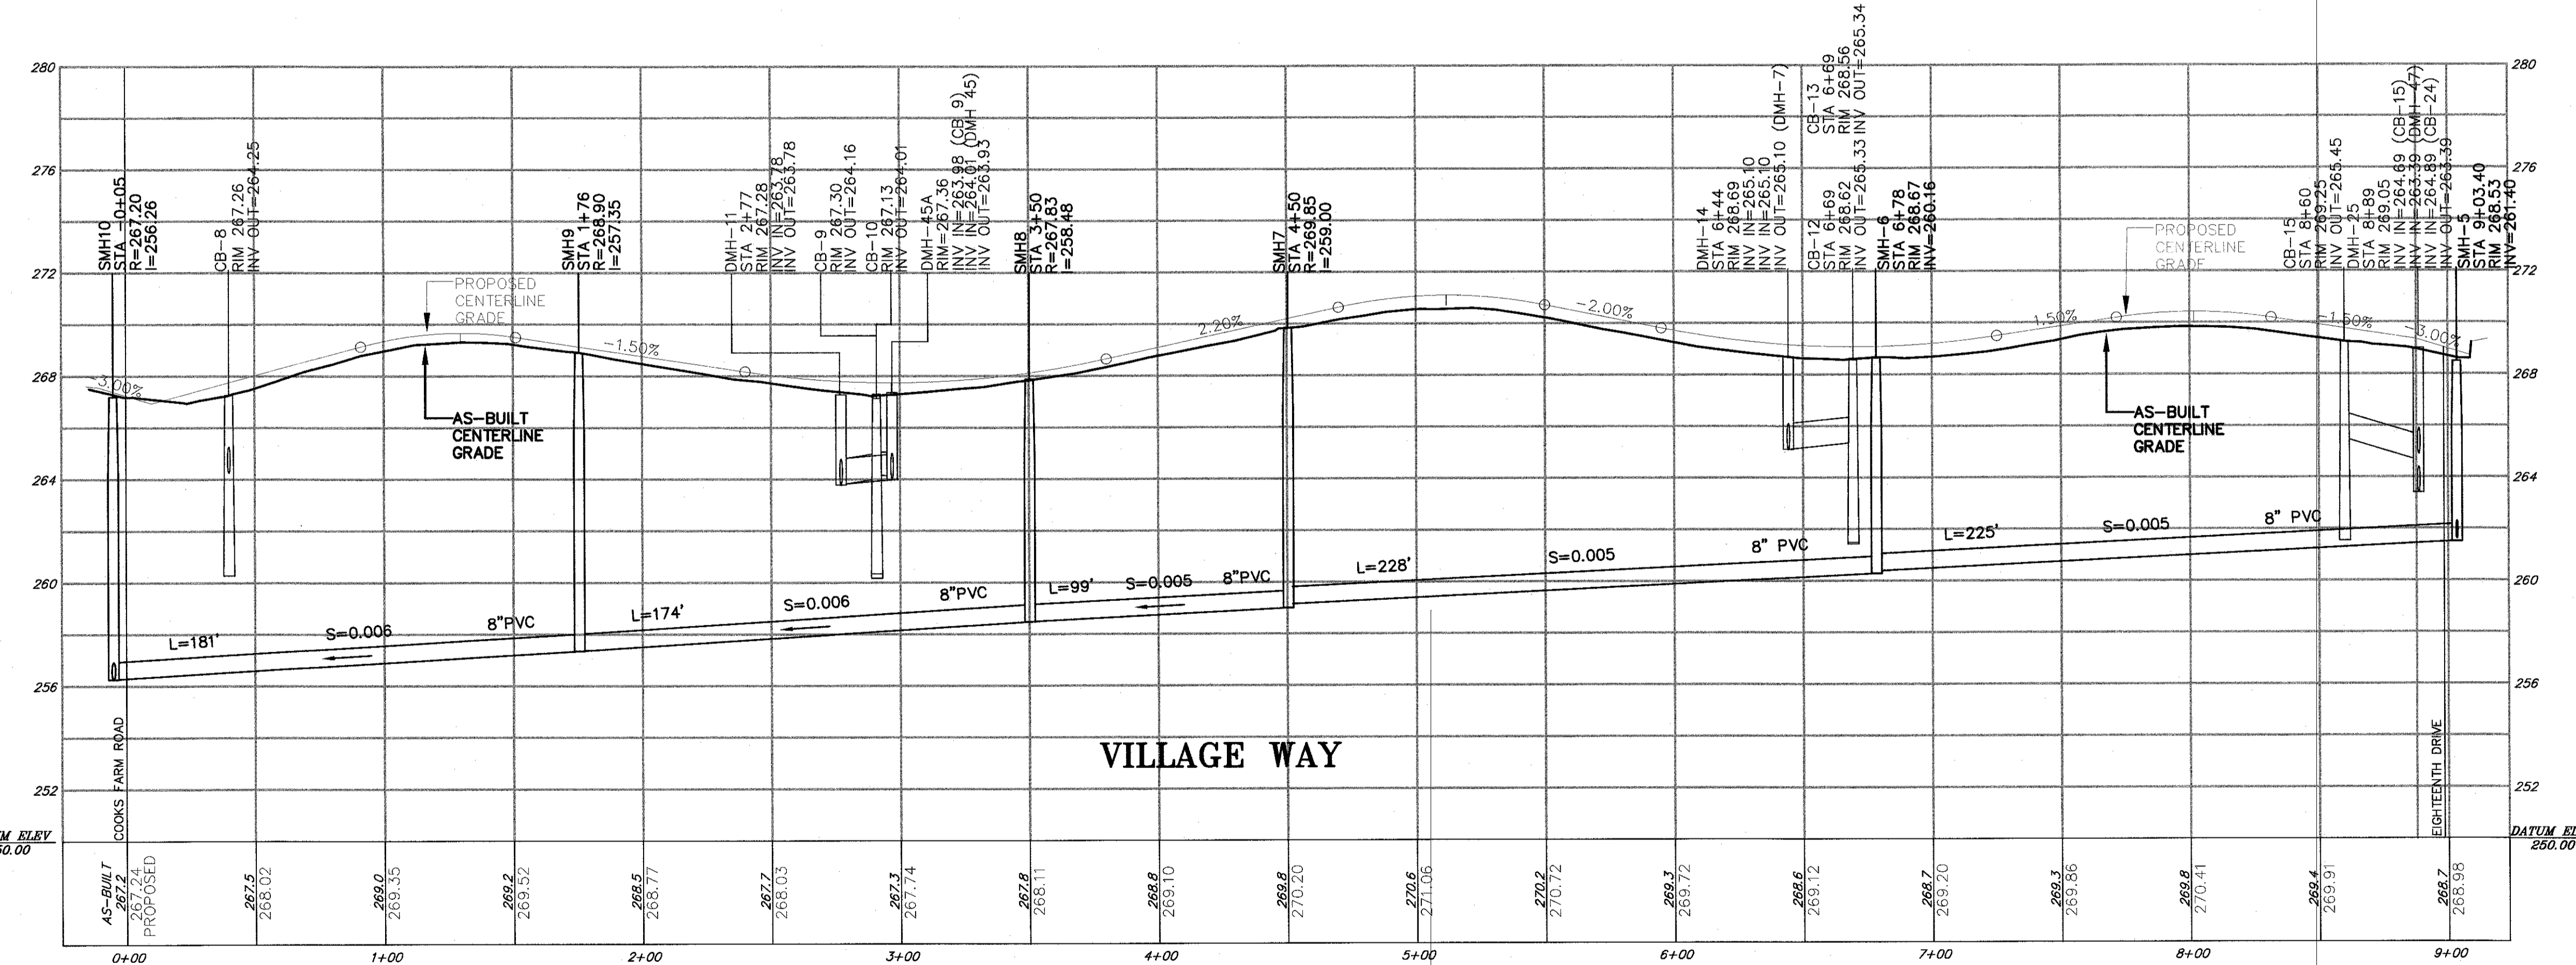 280
276
272
268
264
260
256
252
M ELEV
50.00
280
276
272
268
264
260
256
252
DATUM EL
250.00
SMH10
STA -0+05
R=267.20
I=256.26
CB-8
RIM 267.26
INV OUT=264.25
SMH9
STA 1+76
R=268.90
I=257.35
DMH-11
STA 2+77
RIM 267.28
INV IN=263.78
INV OUT=263.78
CB-9
RIM 267.30
INV OUT=264.16
CB-10
RIM 267.13
INV OUT=264.01
DMH-45A
RIM=267.36
INV IN=263.98 (CB 9)
INV IN=264.01 (DMH 45)
INV OUT=263.93
SMH8
STA 3+50
R=267.83
I=258.48
SMH7
STA 4+50
R=269.85
I=259.00
DMH-14
STA 6+44
RIM 268.69
INV IN=265.10
INV IN=265.10
INV OUT=265.10 (DMH-7)
CB-13
STA 6+69
RIM 268.56
INV OUT=265.34
CB-12
STA 6+69
RIM 268.62
INV OUT=265.33
SMH-6
STA 6+78
RIM 268.67
INV=260.16
CB-15
STA 8+60
RIM 269.25
INV OUT=265.45
DMH-25
STA 8+89
RIM 269.05
INV IN=264.69 (CB-15)
INV IN=263.39 (DMH-47)
INV IN=264.89 (CB-24)
INV OUT=263.39
SMH-5
STA 9+03.40
RIM 268.53
INV=261.40
PROPOSED
CENTERLINE
GRADE
PROPOSED
CENTERLINE
GRADE
-3.00%
-1.50%
2.20%
-2.00%
1.50%
-1.50%
-3.00%
AS-BUILT
CENTERLINE
GRADE
AS-BUILT
CENTERLINE
GRADE
L=181'
S=0.006
8"PVC
L=174'
S=0.006
8"PVC
L=99'
S=0.005
8"PVC
L=228'
S=0.005
8" PVC
L=225'
S=0.005
8" PVC
COOKS FARM ROAD
EIGHTEENTH DRIVE
VILLAGE WAY
AS-BUILT
267.2
267.24
PROPOSED
267.5
268.02
269.0
269.35
269.2
269.52
268.5
268.77
267.7
268.03
267.3
267.74
267.8
268.11
268.8
269.10
269.8
270.20
270.6
271.06
270.2
270.72
269.3
269.72
268.6
269.12
268.7
269.20
269.3
269.86
269.8
270.41
269.4
269.91
268.7
268.98
0+00
1+00
2+00
3+00
4+00
5+00
6+00
7+00
8+00
9+00